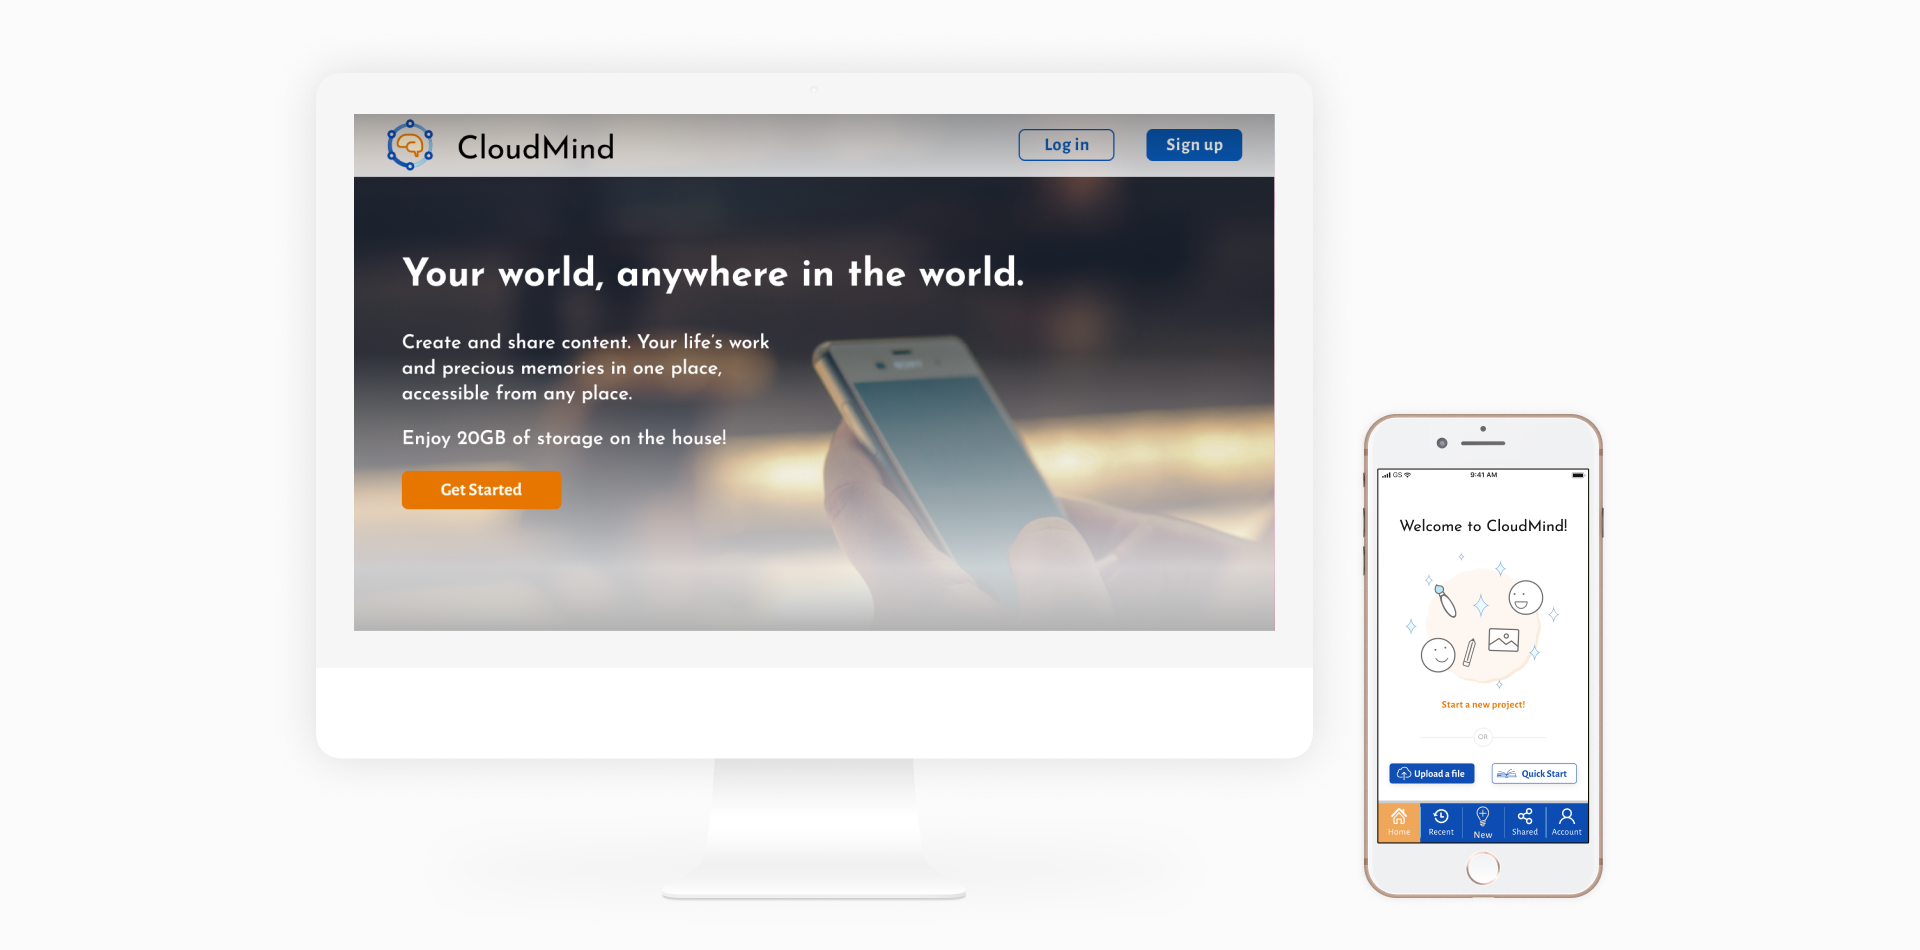 CloudMind
Log in
Sign up
Your world, anywhere in the world.
Create and share content. Your life's work
and precious memories in one place,
accessible from any place.
Enjoy 20GB of storage on the house!
Get Started
GS
9:41 AM
Welcome to CloudMind!
Start a new project!
OR
Upload a file
Quick Start
Home
Recent
New
Shared
Account